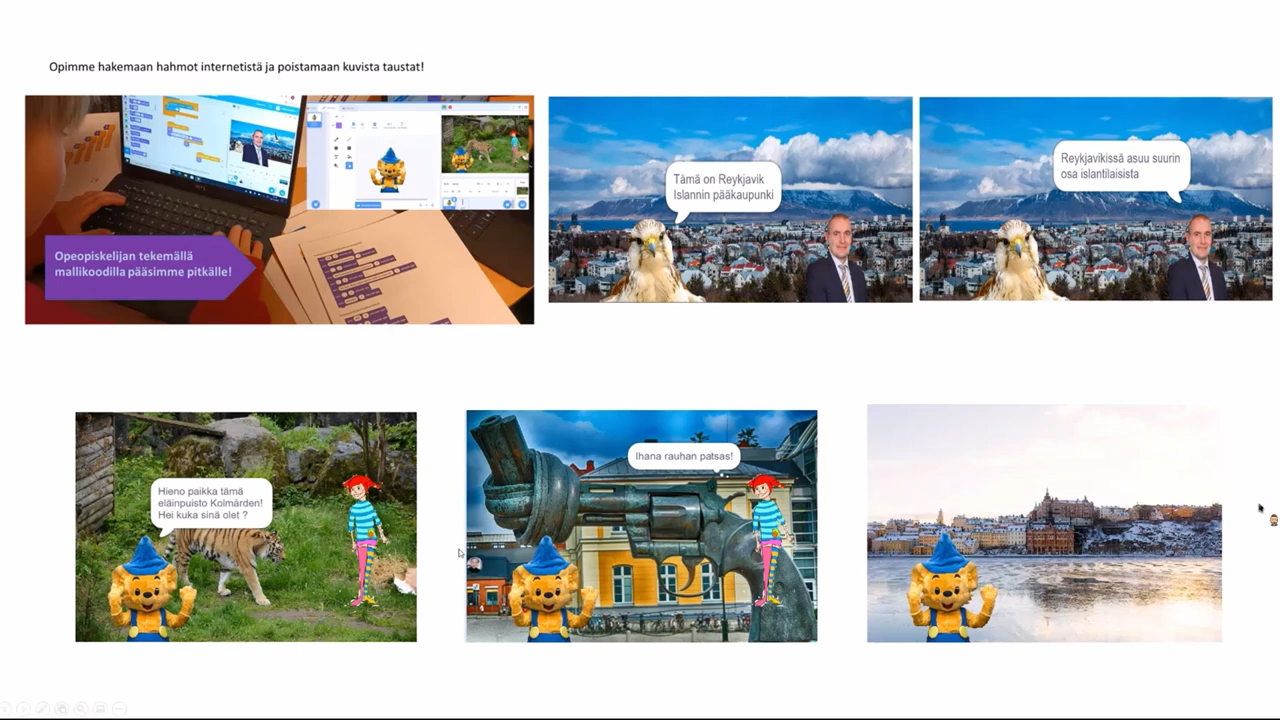 Opimme hakemaan hahmot internetistä ja poistamaan kuvista taustat!
Opeopiskelijan tekemällä
mallikoodilla pääsimme pitkälle!
Tämä on Reykjavik
Islannin pääkaupunki
Reykjavikissä asuu suurin
osa islantilaisista
Hieno paikka tämä
eläinpuisto Kolmården!
Hei kuka sinä olet ?
Ihana rauhan patsas!